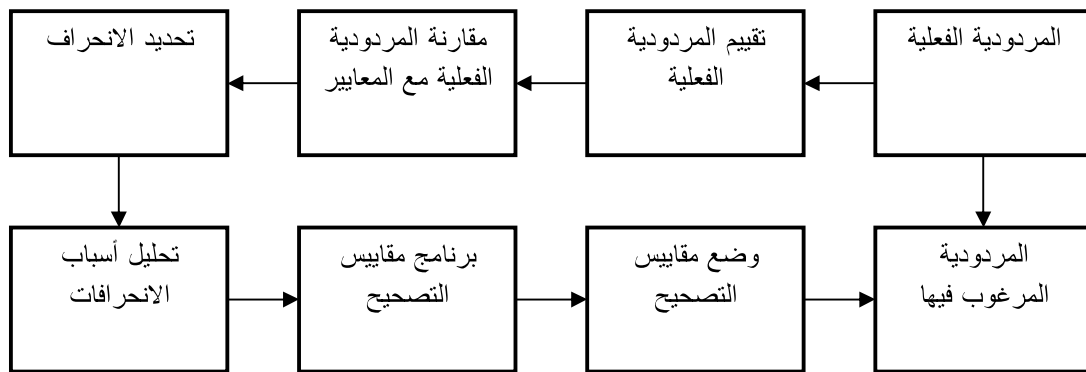 المردودية الفعلية
تقييم المردودية
الفعلية
مقارنة المردودية
الفعلية مع المعايير
تحديد الانحراف
تحليل أسباب
الانحرافات
برنامج مقاييس
التصحيح
وضع مقاييس
التصحيح
المردودية
المرغوب فيها